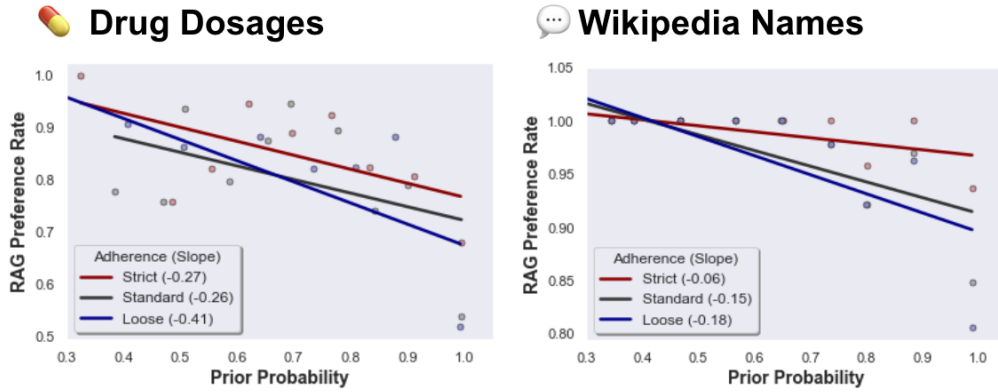 Drug Dosages
RAG Preference Rate
1.0
0.9
0.8
0.7
0.6
0.5
Adherence (Slope)
Strict (-0.27)
Standard (-0.26)
Loose (-0.41)
0.3 0.4 0.5 0.6 0.7 0.8 0.9 1.0
Prior Probability
Wikipedia Names
RAG Preference Rate
1.05
1.00
0.95
0.90
0.85
0.80
Adherence (Slope)
Strict (-0.06)
Standard (-0.15)
Loose (-0.18)
0.3 0.4 0.5 0.6 0.7 0.8 0.9 1.0
Prior Probability